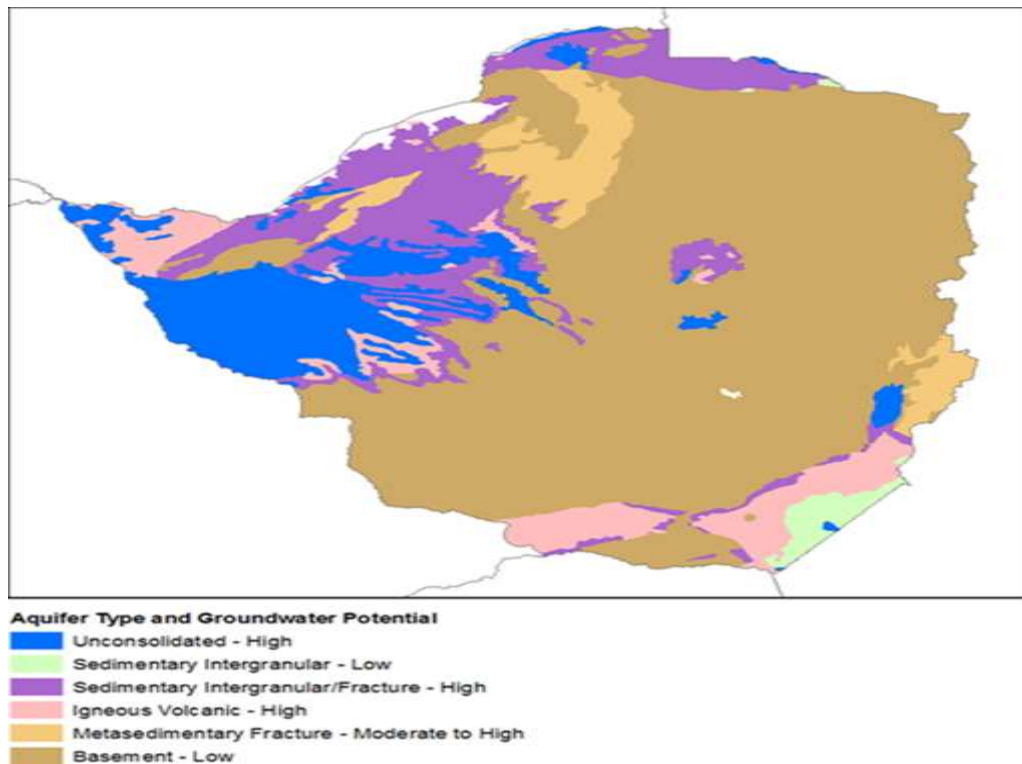 Aquifer Type and Groundwater Potential
Unconsolidated - High
Sedimentary Intergranular - Low
Sedimentary Intergranular/Fracture - High
Igneous Volcanic - High
Metasedimentary Fracture - Moderate to High
Basement - Low